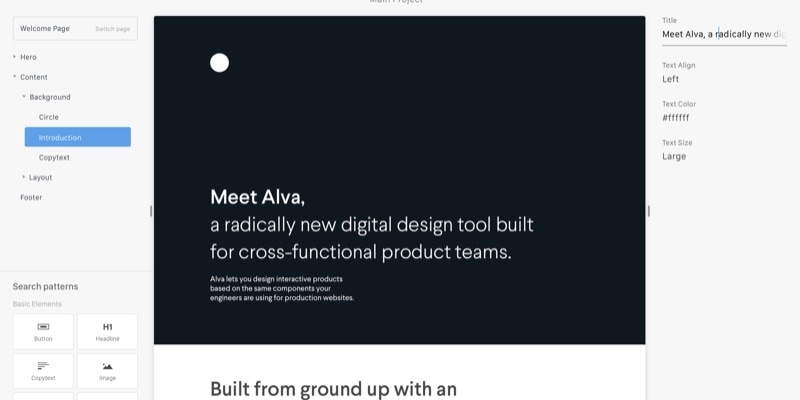 Main Project
Welcome Page
Switch page
Hero
Content
Background
Circle
Introduction
Copytext
Layout
Footer
Search patterns
Basic Elements
Button
H1
Headline
Copytext
Image
Meet Alva,
a radically new digital design tool built
for cross-functional product teams.
Alva lets you design interactive products
based on the same components your
engineers are using for production websites.
Built from ground up with an
Title
Meet Alva, a radically new dig
Text Align
Left
Text Color
#ffffff
Text Size
Large